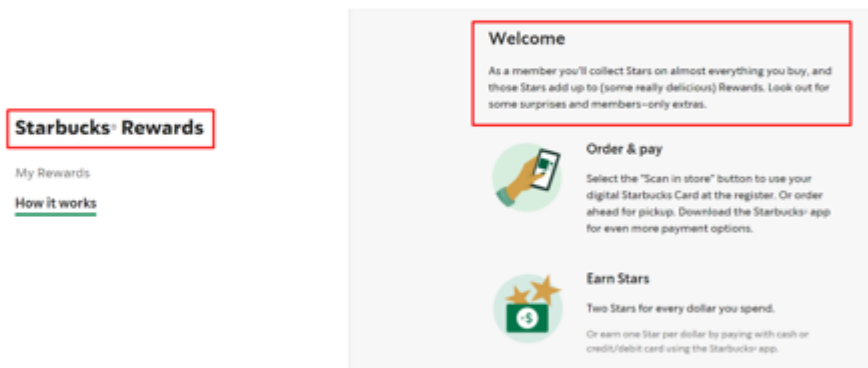 Starbucks® Rewards
My Rewards
How it works
Welcome
As a member you'll collect Stars on almost everything you buy, and
those Stars add up to (some really delicious) Rewards. Look out for
some surprises and members-only extras.
Order & pay
Select the "Scan in store" button to use your
digital Starbucks Card at the register. Or order
ahead for pickup. Download the Starbucks® app
for even more payment options.
Earn Stars
Two Stars for every dollar you spend.
Or earn one Star per dollar by paying with cash or
credit/debit card using the Starbucks® app.